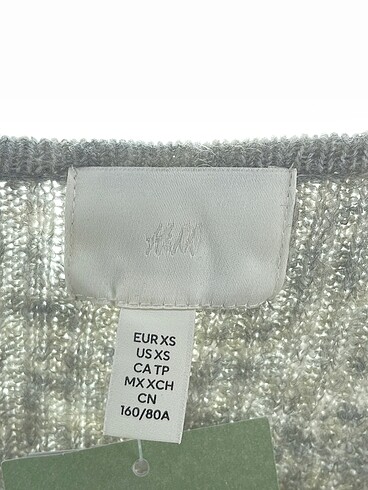 H&M
EUR XS
US XS
CA TP
MX XCH
CN
160/80A